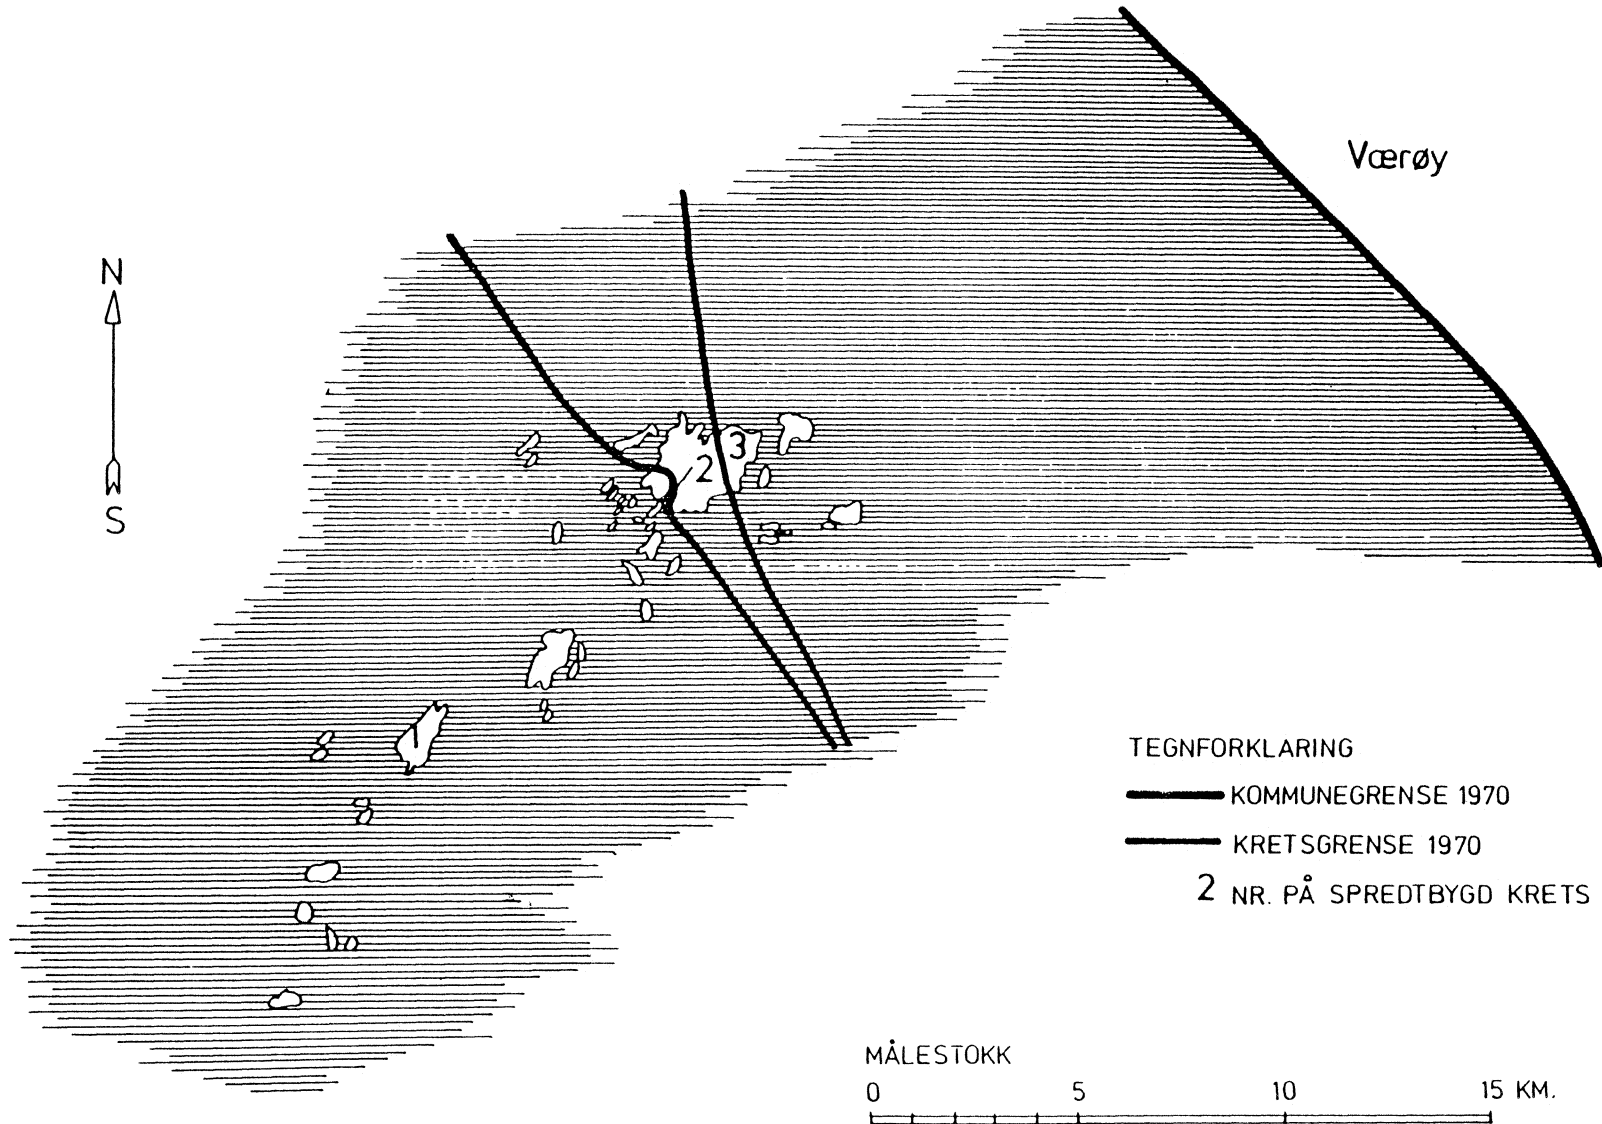 Værøy
N
S
3
2
1
TEGNFORKLARING
KOMMUNEGRENSE 1970
KRETSGRENSE 1970
2 NR. PÅ SPREDTBYGD KRETS
MÅLESTOKK
0 5 10 15 KM.